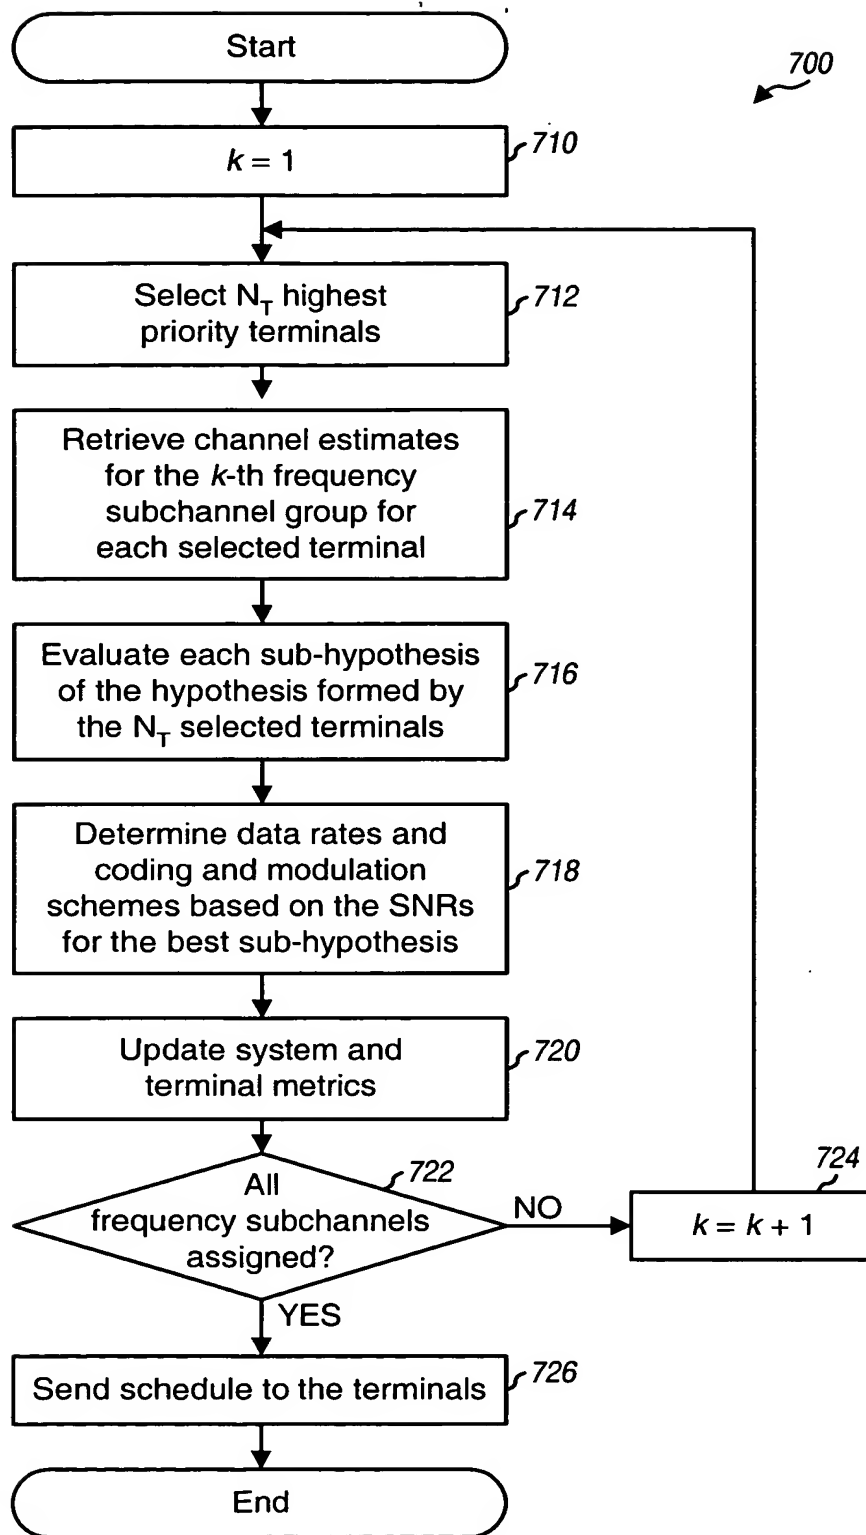 Start
700
k = 1
710
Select N_T highest
priority terminals
712
Retrieve channel estimates
for the k-th frequency
subchannel group for
each selected terminal
714
Evaluate each sub-hypothesis
of the hypothesis formed by
the N_T selected terminals
716
Determine data rates and
coding and modulation
schemes based on the SNRs
for the best sub-hypothesis
718
Update system and
terminal metrics
720
722
All
frequency subchannels
assigned?
NO
724
k = k + 1
YES
Send schedule to the terminals
726
End